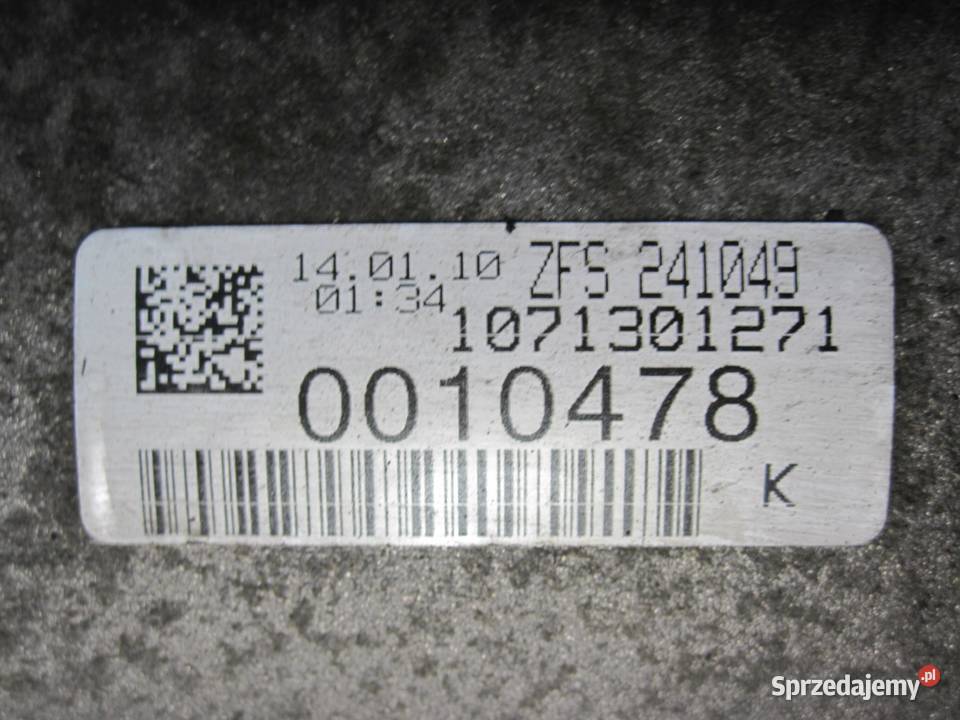 14.01.10 ZFS 241049
01:34
1071301271
0010478
K
Sprzedajemy.pl